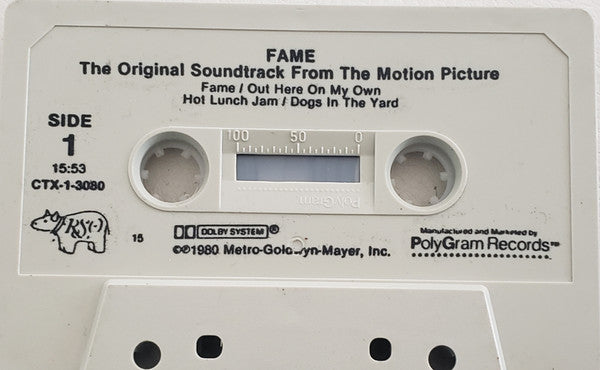 FAME
The Original Soundtrack From The Motion Picture
Fame / Out Here On My Own
Hot Lunch Jam / Dogs In The Yard
SIDE
1
15:53
CTX-1-3080
100 50 0
PolyGram
RSO
15
DOLBY SYSTEM®
©℗1980 Metro-Goldwyn-Mayer, Inc.
Manufactured and Marketed by
PolyGram Records™